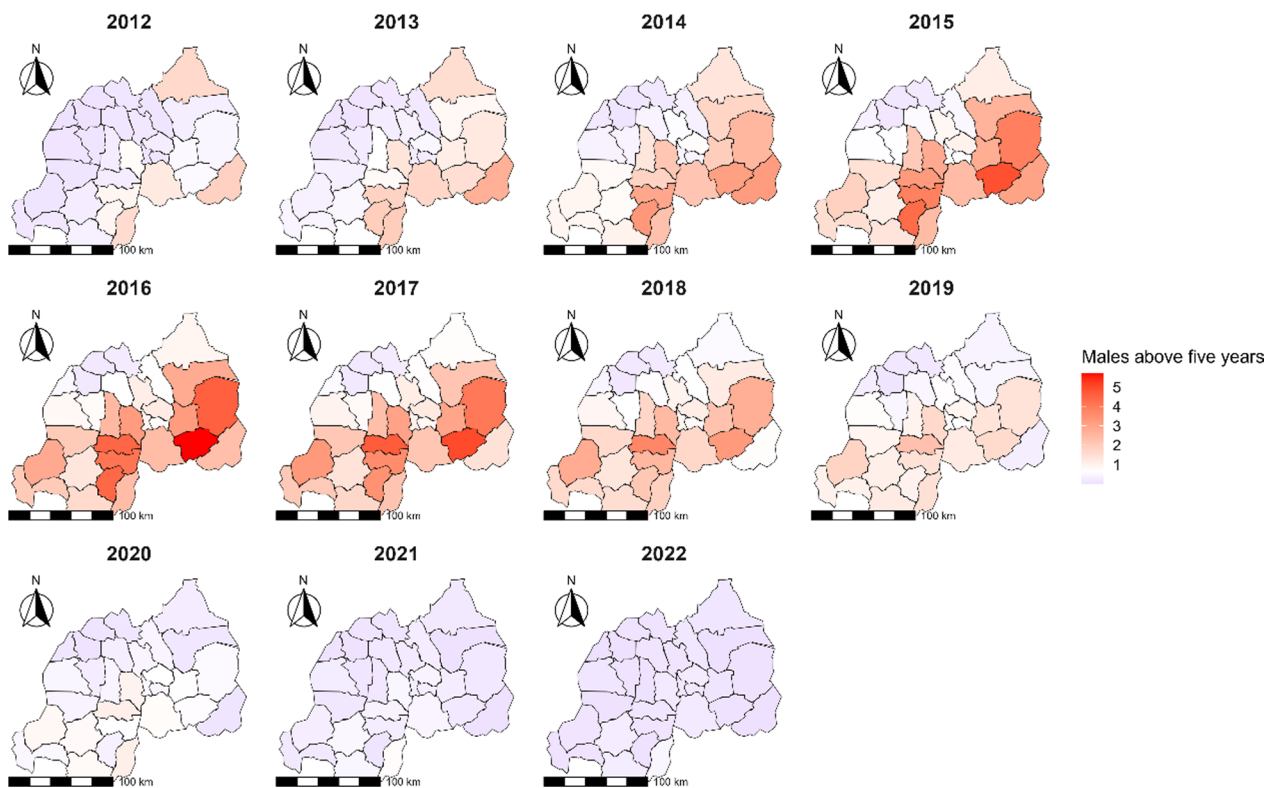 2012 2013 2014 2015
N N N N
100 km 100 km 100 km 100 km
2016 2017 2018 2019
N N N N
Males above five years
5
4
3
2
1
100 km 100 km 100 km 100 km
2020 2021 2022
N N N
100 km 100 km 100 km